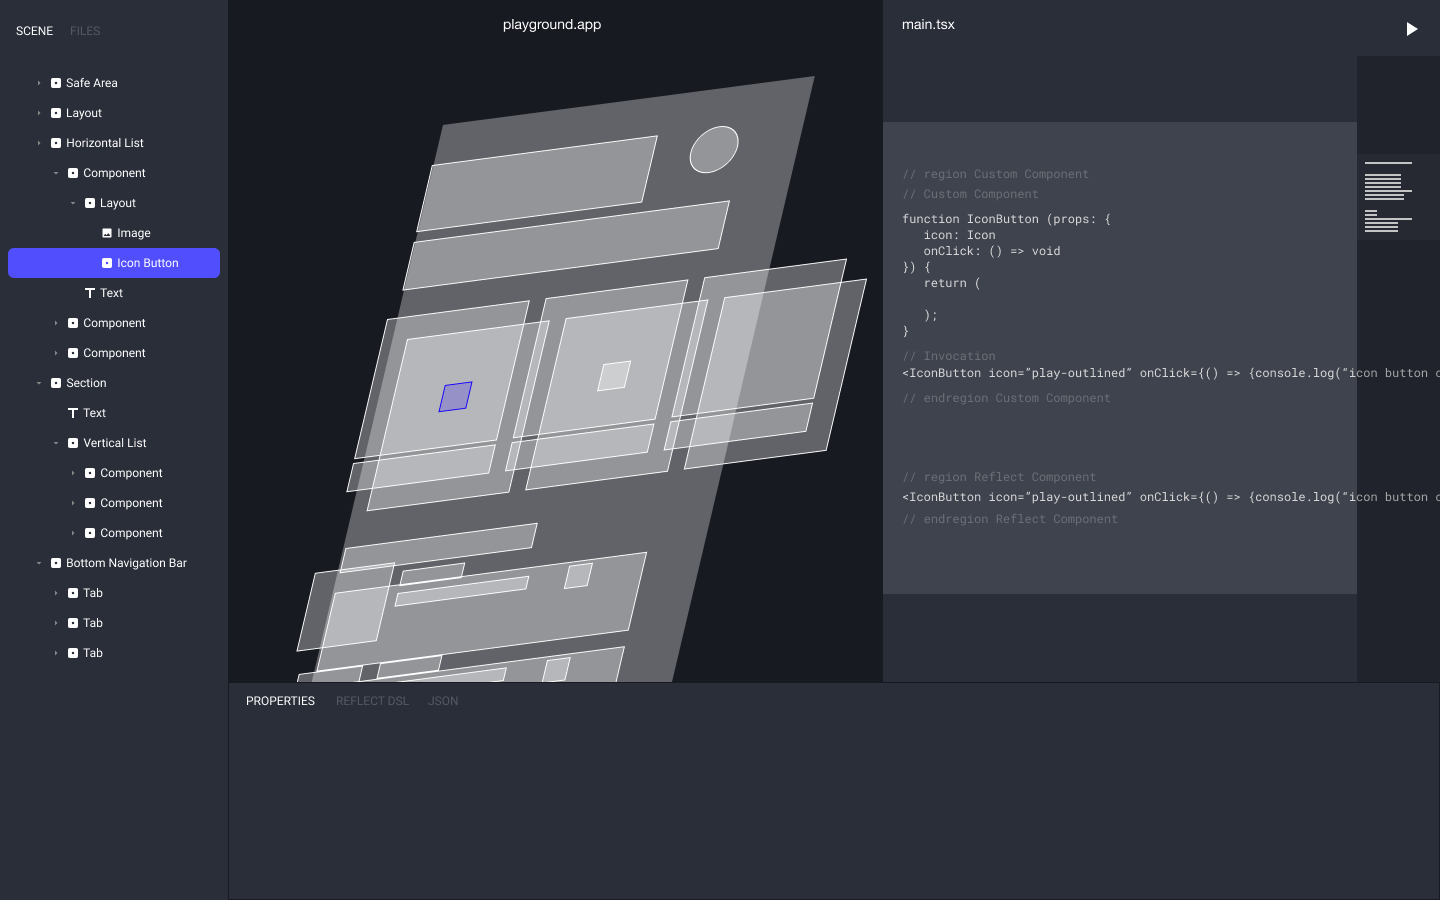 SCENE FILES
Safe Area
Layout
Horizontal List
Component
Layout
Image
Icon Button
Text
Component
Component
Section
Text
Vertical List
Component
Component
Component
Bottom Navigation Bar
Tab
Tab
Tab
playground.app
main.tsx
// region Custom Component
// Custom Component
function IconButton (props: {
icon: Icon
onClick: () => void
}) {
return (
);
}
// Invocation
<IconButton icon=”play-outlined” onClick={() => {console.log(”icon button c
// endregion Custom Component
// region Reflect Component
<IconButton icon=”play-outlined” onClick={() => {console.log(”icon button c
// endregion Reflect Component
PROPERTIES REFLECT DSL JSON